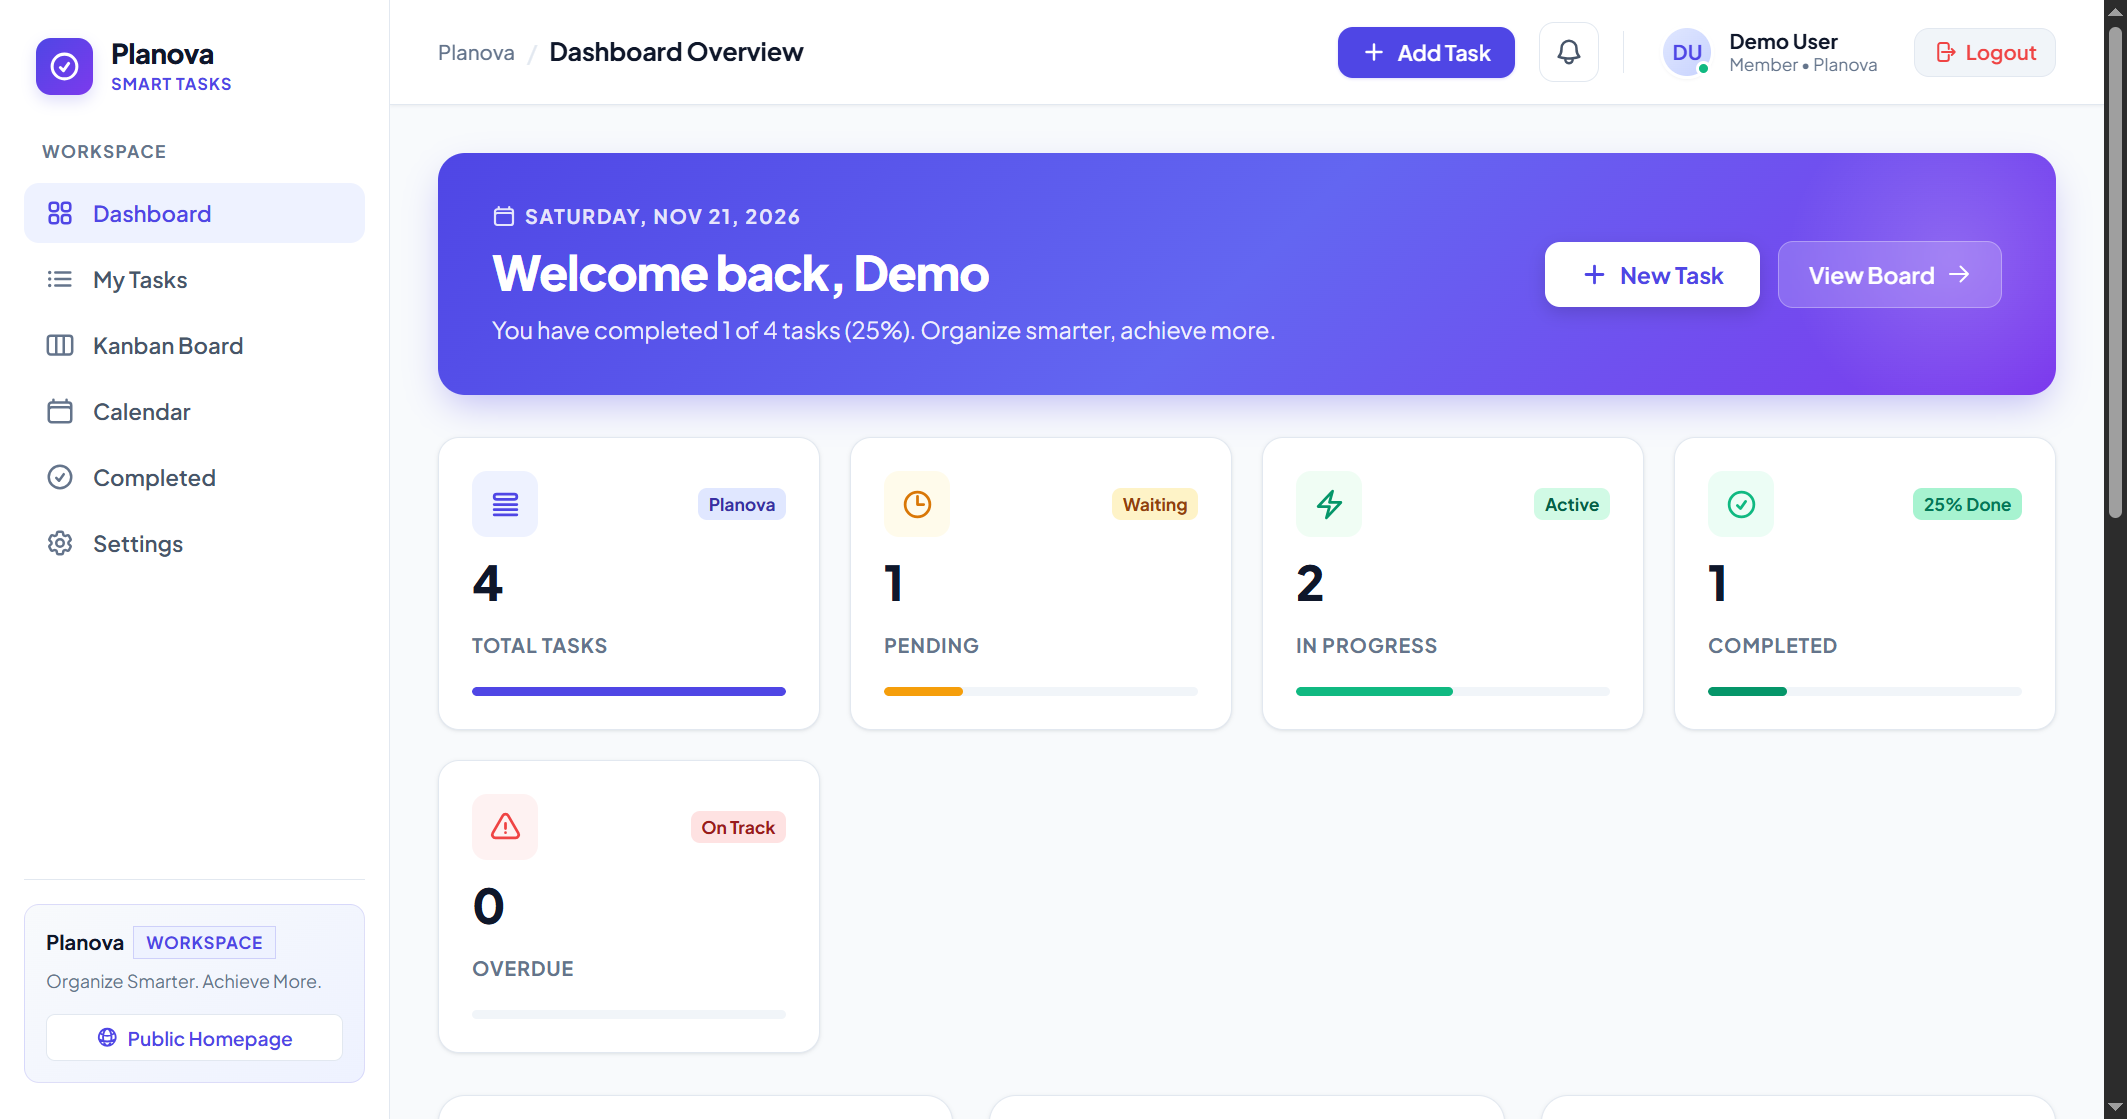 Planova
SMART TASKS
WORKSPACE
Dashboard
My Tasks
Kanban Board
Calendar
Completed
Settings
Planova WORKSPACE
Organize Smarter. Achieve More.
Public Homepage
Planova / Dashboard Overview
Add Task
DU
Demo User
Member • Planova
Logout
SATURDAY, NOV 21, 2026
Welcome back, Demo
You have completed 1 of 4 tasks (25%). Organize smarter, achieve more.
New Task
View Board
Planova
4
TOTAL TASKS
Waiting
1
PENDING
Active
2
IN PROGRESS
25% Done
1
COMPLETED
On Track
0
OVERDUE